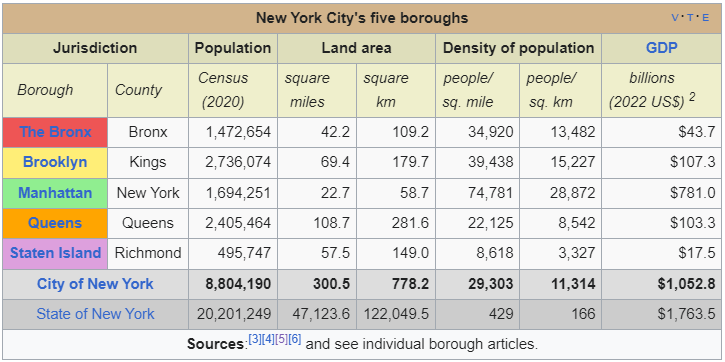 New York City's five boroughs V·T·E
Jurisdiction Population Land area Density of population GDP
Borough County Census (2020) square miles square km people/ sq. mile people/ sq. km billions (2022 US$) 2
The Bronx Bronx 1,472,654 42.2 109.2 34,920 13,482 $43.7
Brooklyn Kings 2,736,074 69.4 179.7 39,438 15,227 $107.3
Manhattan New York 1,694,251 22.7 58.7 74,781 28,872 $781.0
Queens Queens 2,405,464 108.7 281.6 22,125 8,542 $103.3
Staten Island Richmond 495,747 57.5 149.0 8,618 3,327 $17.5
City of New York 8,804,190 300.5 778.2 29,303 11,314 $1,052.8
State of New York 20,201,249 47,123.6 122,049.5 429 166 $1,763.5
Sources:[3][4][5][6] and see individual borough articles.